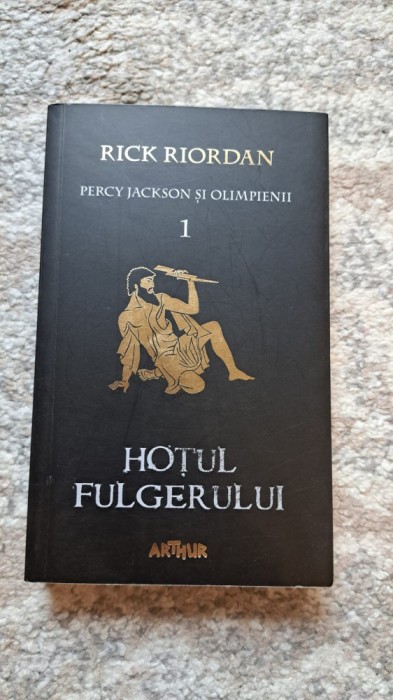 RICK RIORDAN
PERCY JACKSON ȘI OLIMPIENII
1
HOȚUL
FULGERULUI
ARTHUR